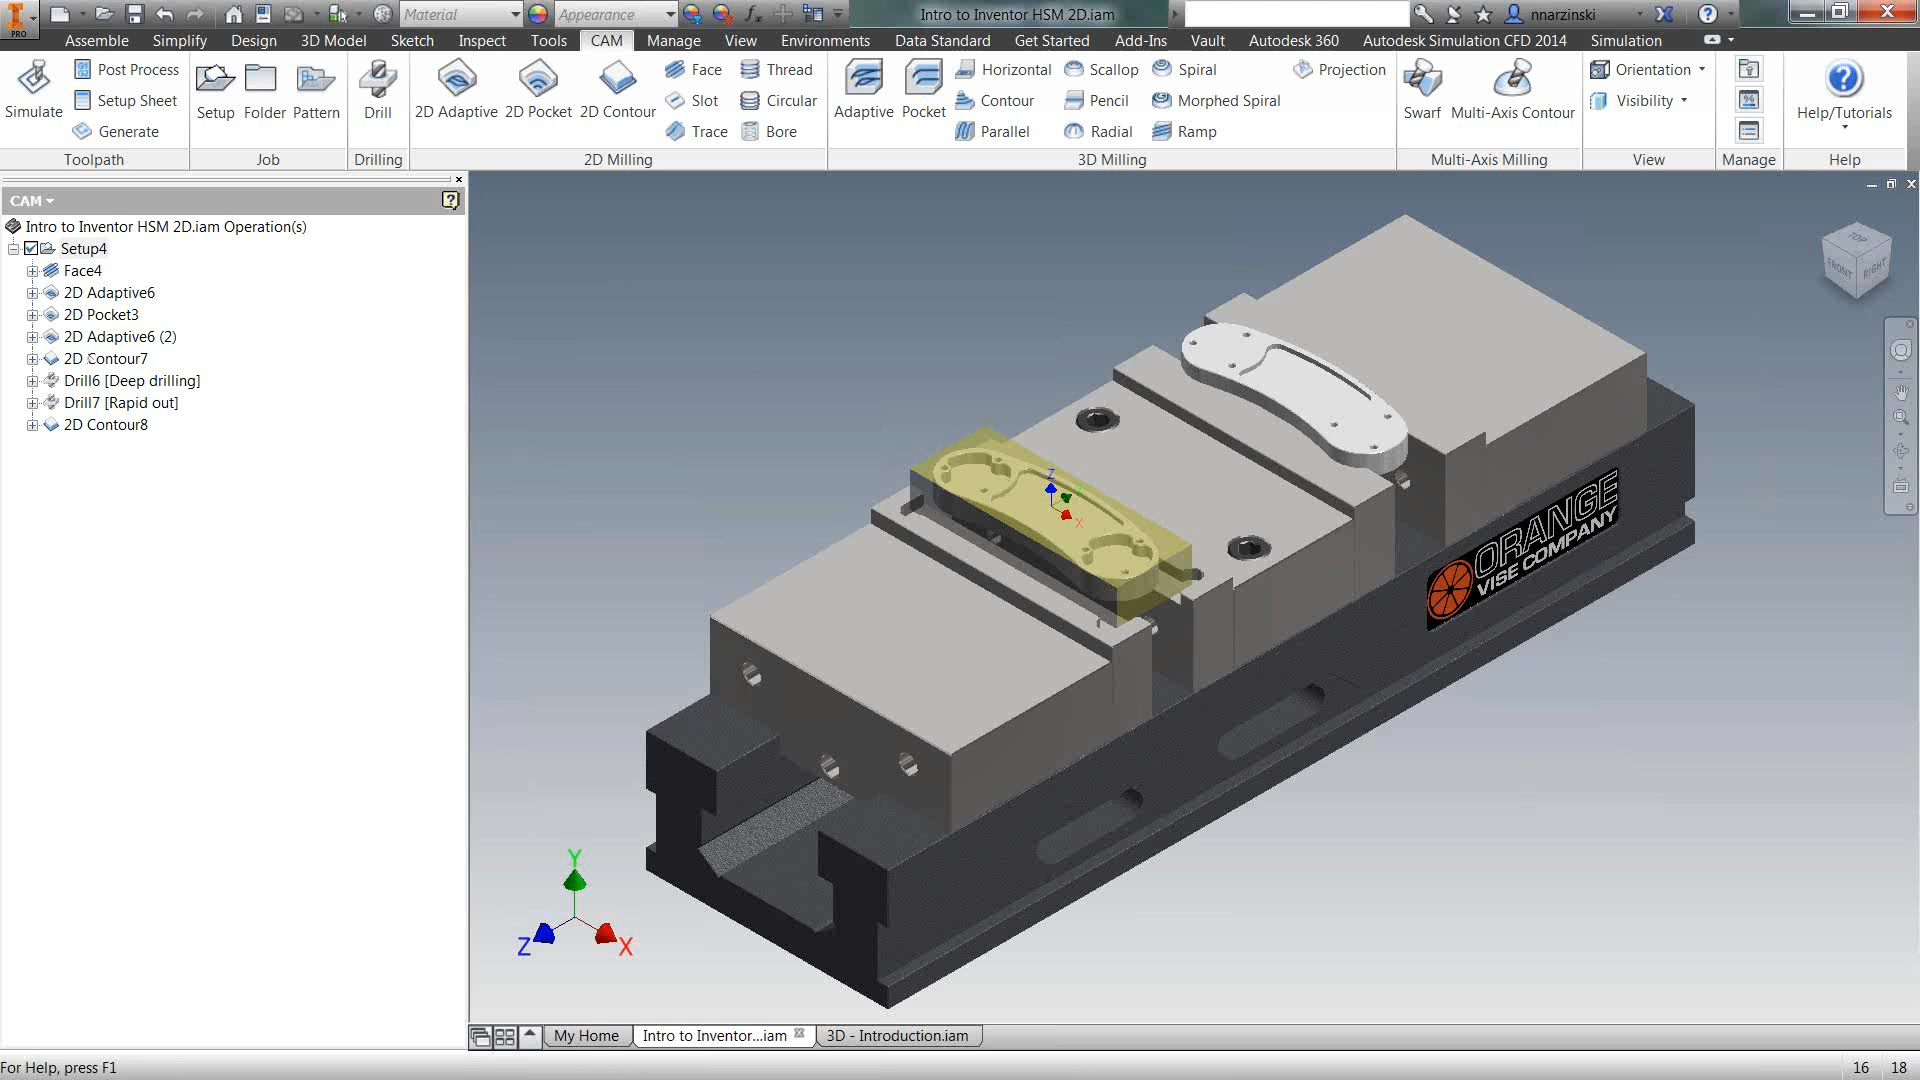 PRO
Material
Appearance
Intro to Inventor HSM 2D.iam
nnarzinski
Assemble Simplify Design 3D Model Sketch Inspect Tools CAM Manage View Environments Data Standard Get Started Add-Ins Vault Autodesk 360 Autodesk Simulation CFD 2014 Simulation
Simulate
Post Process
Setup Sheet
Generate
Toolpath
Setup Folder Pattern
Job
Drill
Drilling
2D Adaptive 2D Pocket 2D Contour
Face
Slot
Trace
Thread
Circular
Bore
2D Milling
Adaptive Pocket
Horizontal
Contour
Parallel
Scallop
Pencil
Radial
Spiral
Morphed Spiral
Ramp
Projection
3D Milling
Swarf Multi-Axis Contour
Multi-Axis Milling
Orientation
Visibility
View
Manage
Help/Tutorials
Help
CAM
Intro to Inventor HSM 2D.iam Operation(s)
Setup4
Face4
2D Adaptive6
2D Pocket3
2D Adaptive6 (2)
2D Contour7
Drill6 [Deep drilling]
Drill7 [Rapid out]
2D Contour8
TOP
FRONT
RIGHT
Z
X
ORANGE
VISE COMPANY
Y
Z
X
My Home
Intro to Inventor...iam
3D - Introduction.iam
For Help, press F1
16
18